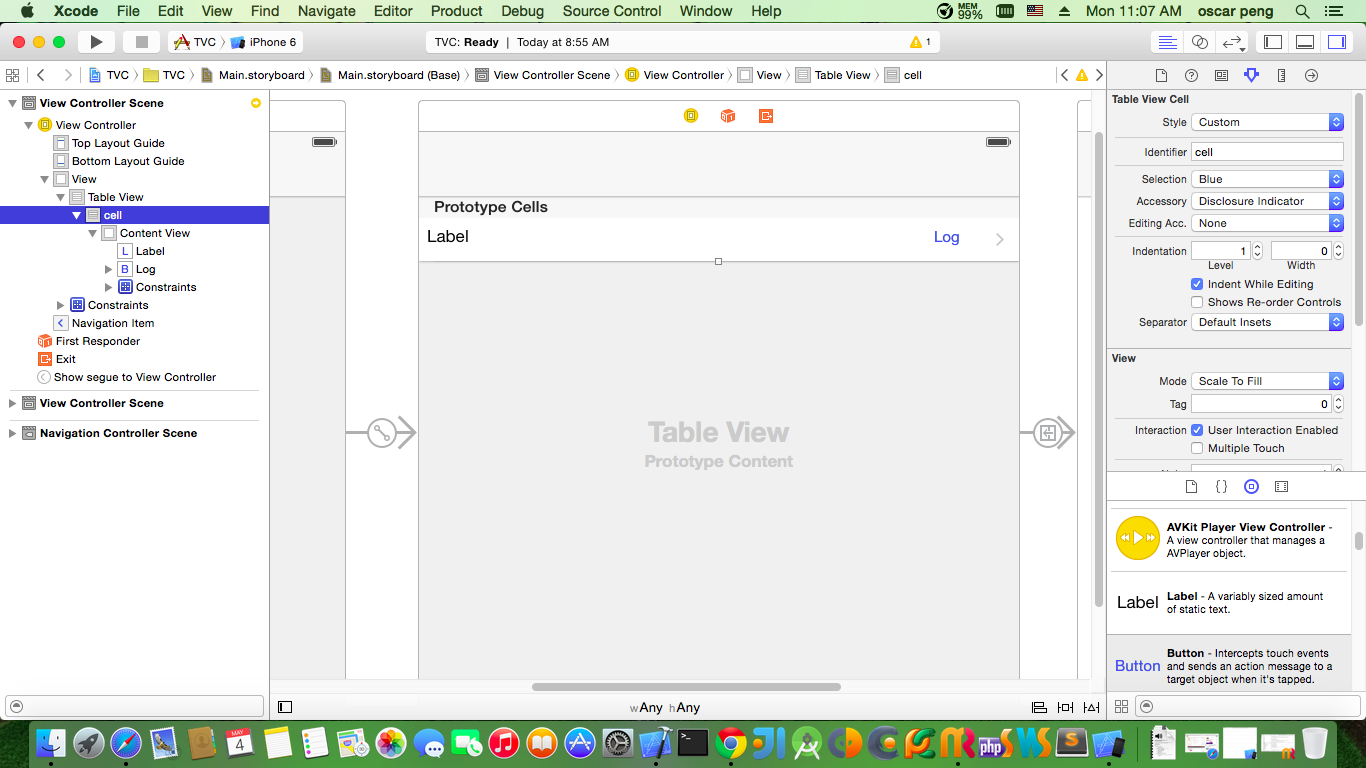 Xcode File Edit View Find Navigate Editor Product Debug Source Control Window Help MEM 99% Mon 11:07 AM oscar peng
TVC iPhone 6 TVC: Ready | Today at 8:55 AM 1
TVC TVC Main.storyboard Main.storyboard (Base) View Controller Scene View Controller View Table View cell
View Controller Scene
View Controller
Top Layout Guide
Bottom Layout Guide
View
Table View
cell
Content View
L Label
B Log
Constraints
Constraints
Navigation Item
First Responder
Exit
Show segue to View Controller
View Controller Scene
Navigation Controller Scene
Prototype Cells
Label Log
Table View
Prototype Content
wAny hAny
Table View Cell
Style Custom
Identifier cell
Selection Blue
Accessory Disclosure Indicator
Editing Acc. None
Indentation 1 0
Level Width
Indent While Editing
Shows Re-order Controls
Separator Default Insets
View
Mode Scale To Fill
Tag 0
Interaction User Interaction Enabled
Multiple Touch
{ }
AVKit Player View Controller -
A view controller that manages a
AVPlayer object.
Label Label - A variably sized amount
of static text.
Button Button - Intercepts touch events
and sends an action message to a
target object when it's tapped.
MAY 4 php S